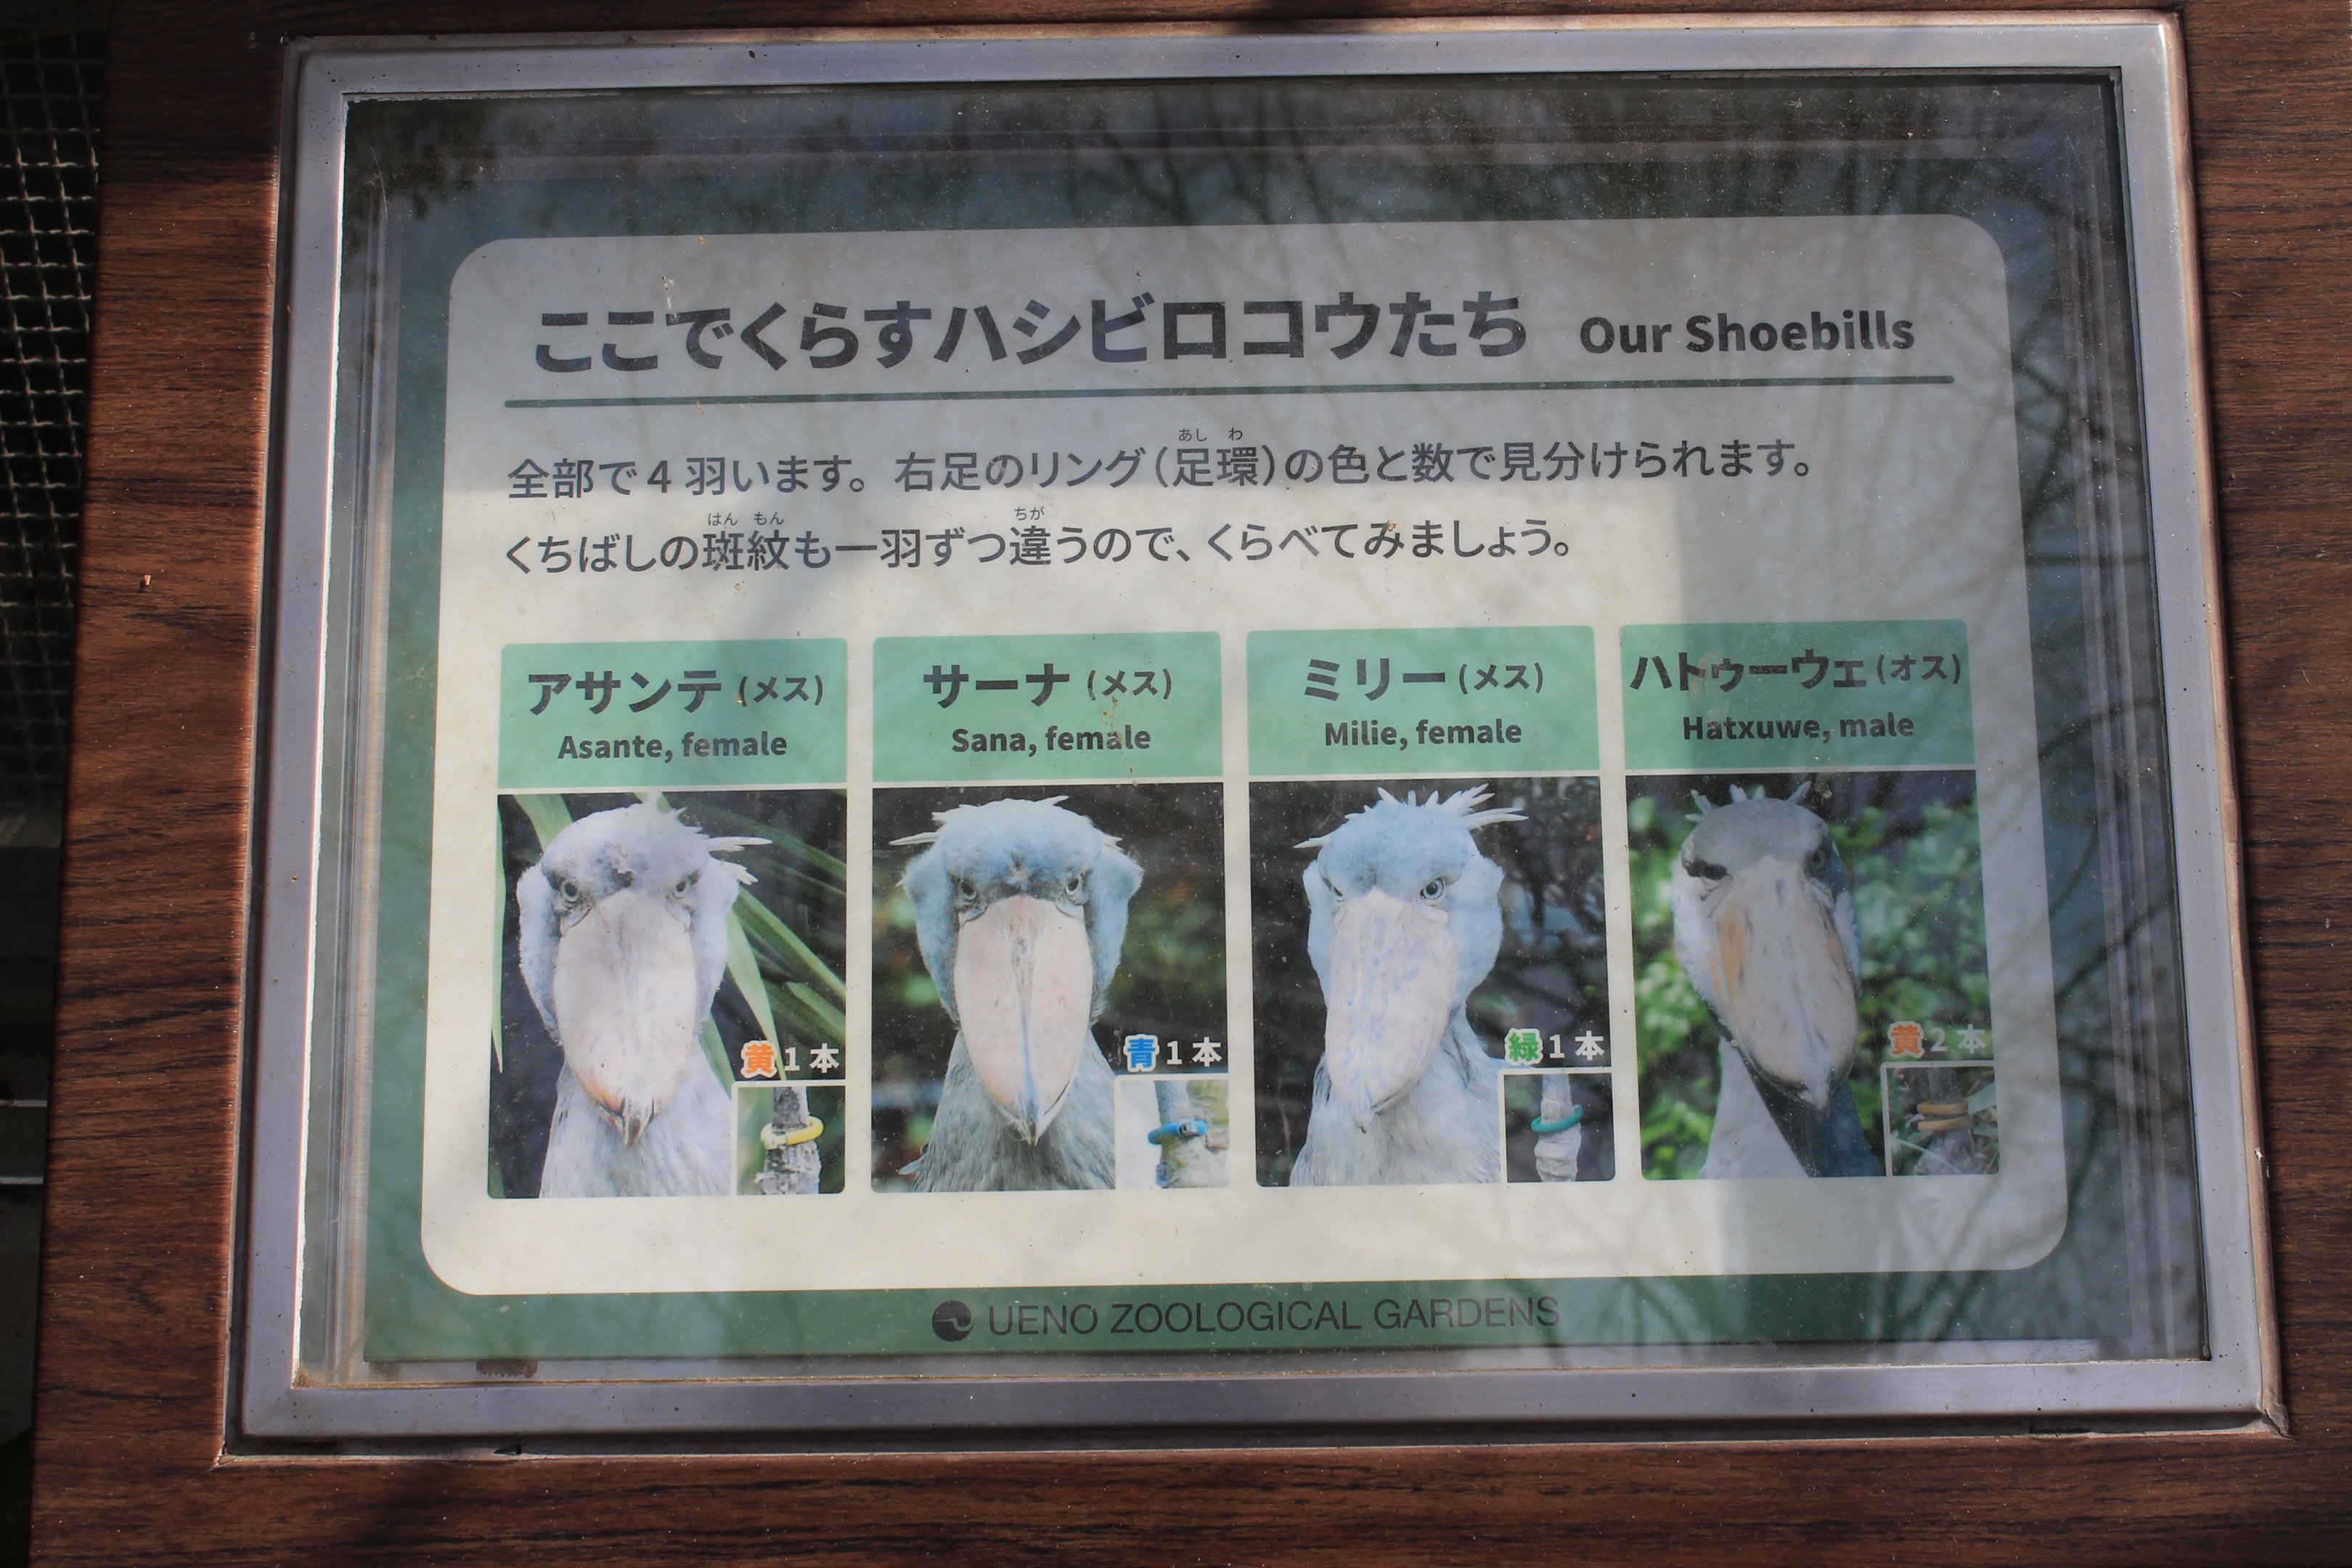 ここでくらすハシビロコウたち Our Shoebills
あし わ
全部で4羽います。右足のリング(足環)の色と数で見分けられます。
はん もん ちが
くちばしの斑紋も一羽ずつ違うので、くらべてみましょう。
アサンテ(メス)
Asante, female
黄1本
サーナ(メス)
Sana, female
青1本
ミリー(メス)
Milie, female
緑1本
ハトゥーウェ(オス)
Hatxuwe, male
黄2本
UENO ZOOLOGICAL GARDENS